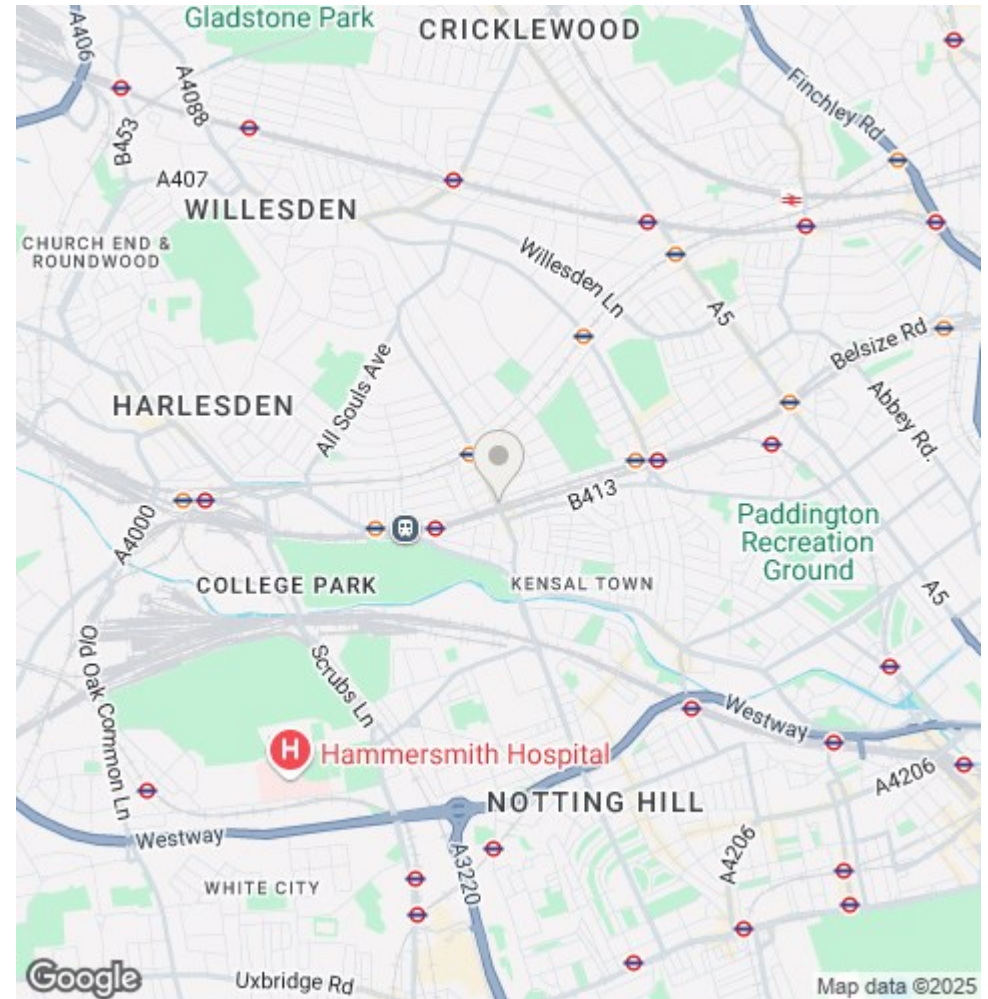 Gladstone Park
CRICKLEWOOD
A406
A4088
B453
Finchley Rd
A407
WILLESDEN
CHURCH END &
ROUNDWOOD
Willesden Ln
A5
Belsize Rd
All Souls Ave
HARLESDEN
Abbey Rd.
B413
A4000
Paddington
Recreation
Ground
COLLEGE PARK
KENSAL TOWN
A5
Old Oak Common Ln
Scrubs Ln
Westway
H
Hammersmith Hospital
A4206
NOTTING HILL
Westway
A3220
A4206
WHITE CITY
Google
Uxbridge Rd
Map data ©2025